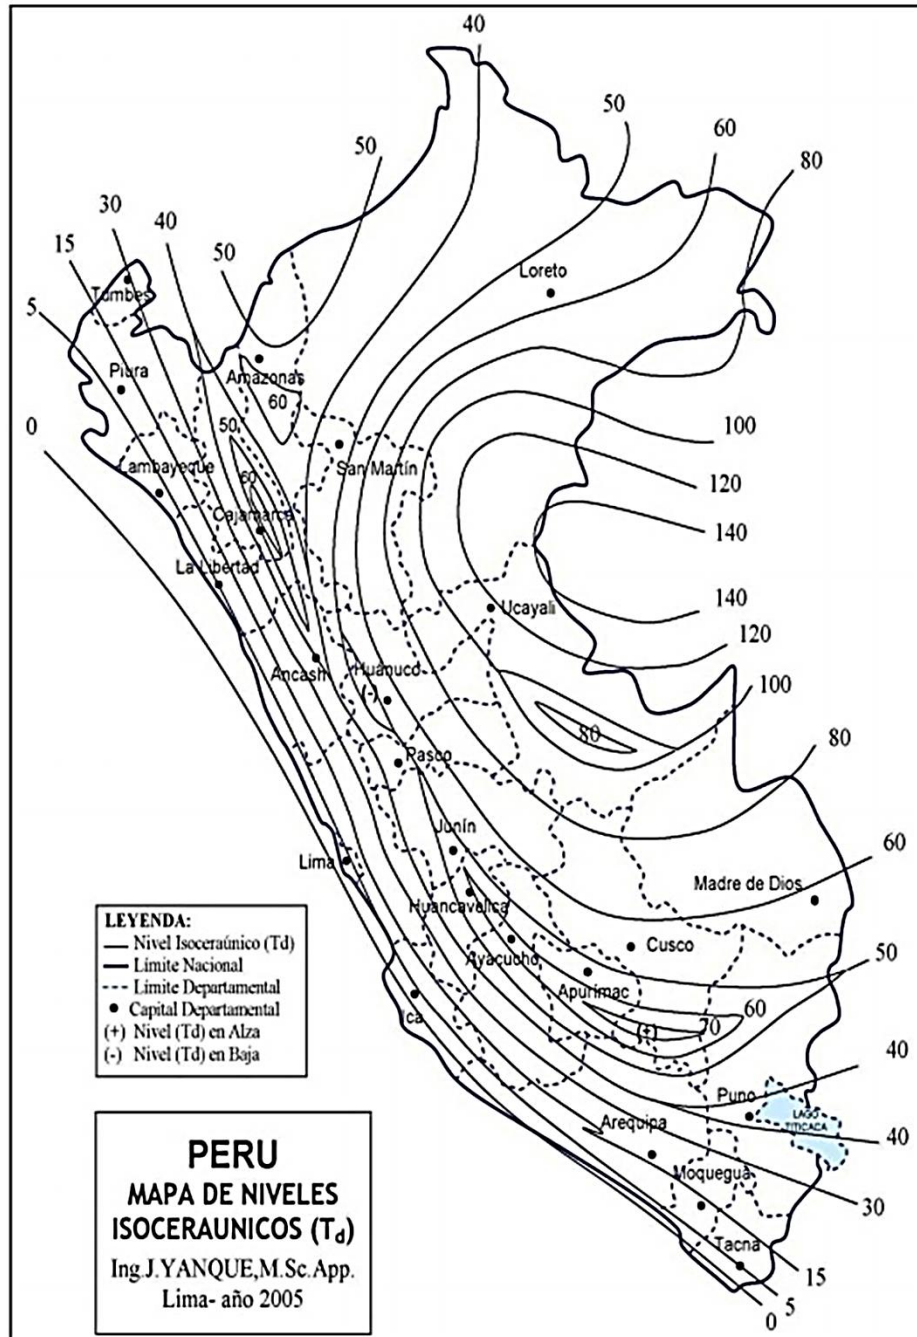 40
50
60
80
50
30
40
15
50
5
0
Tumbes
Loreto
Piura
Amazonas
60
50
100
San Martín
Lambayeque
60
120
Cajamarca
140
La Libertad
140
Ucayali
120
Ancash
Huánuco
(-)
100
80
80
Pasco
Junín
Lima
60
Madre de Dios
Huancavelica
Cusco
Ayacucho
50
Apurimac
Ica
60
70
(+)
40
Puno
LAGO
TITICACA
Arequipa
40
Moquegua
30
Tacna
15
5
0
LEYENDA:
Nivel Isoceraúnico (Td)
Límite Nacional
Límite Departamental
Capital Departamental
(+) Nivel (Td) en Alza
(-) Nivel (Td) en Baja
PERU
MAPA DE NIVELES
ISOCERAUNICOS (Td)
Ing.J.YANQUE,M.Sc.App.
Lima- año 2005